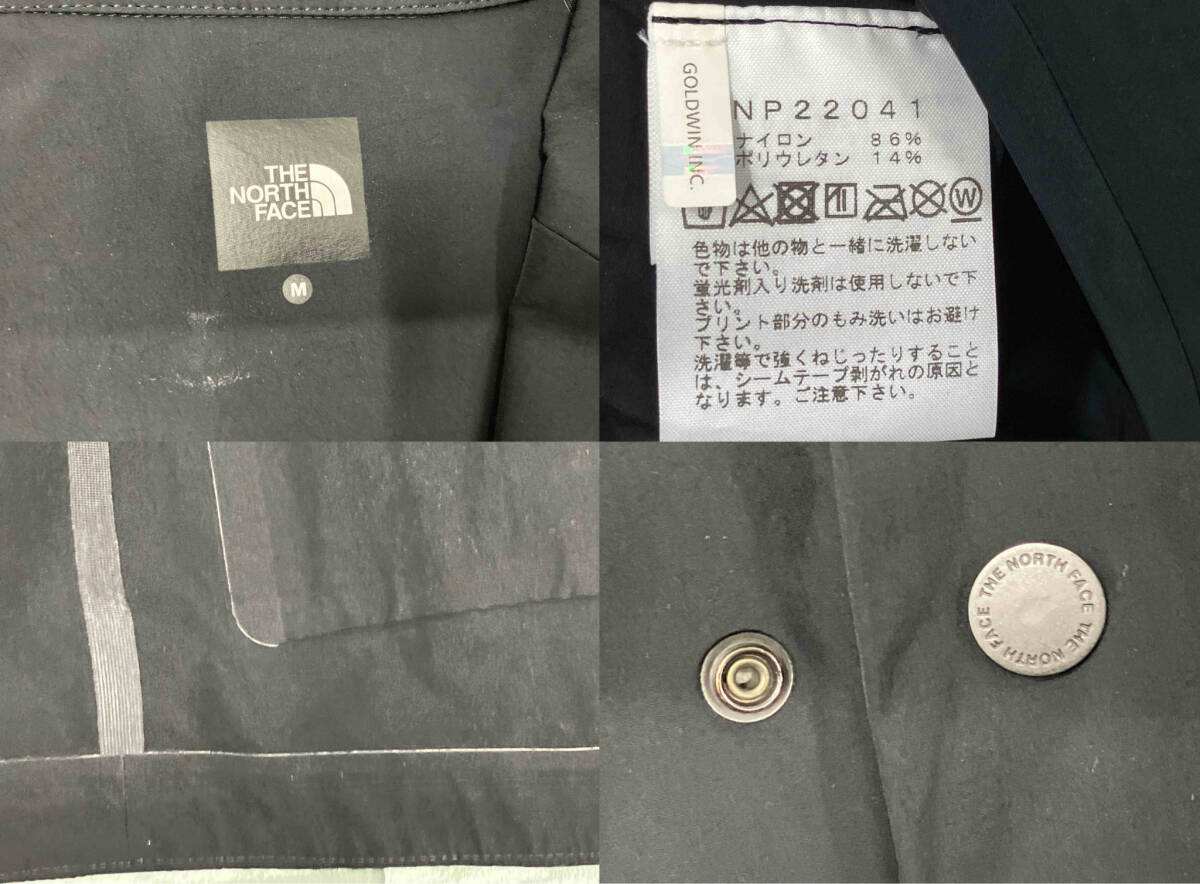 THE
NORTH
FACE
M
GOLDWIN INC.
NP22041
ナイロン 86%
ポリウレタン 14%
W
色物は他の物と一緒に洗濯しない
で下さい。
蛍光剤入り洗剤は使用しないで下
さい。
プリント部分のもみ洗いはお避け
下さい。
洗濯等で強くねじったりすること
は、シームテープ剥がれの原因と
なります。ご注意下さい。
THE NORTH FACE THE NORTH FACE